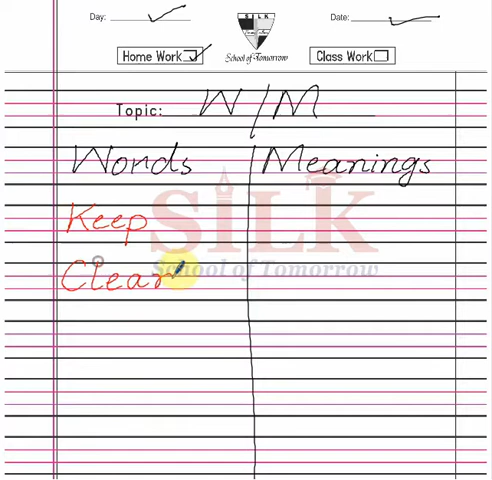 Day: Date:
SILK
Home Work School of Tomorrow Class Work
Topic: W/M
Words Meanings
Keep
SILK
Clear
School of Tomorrow